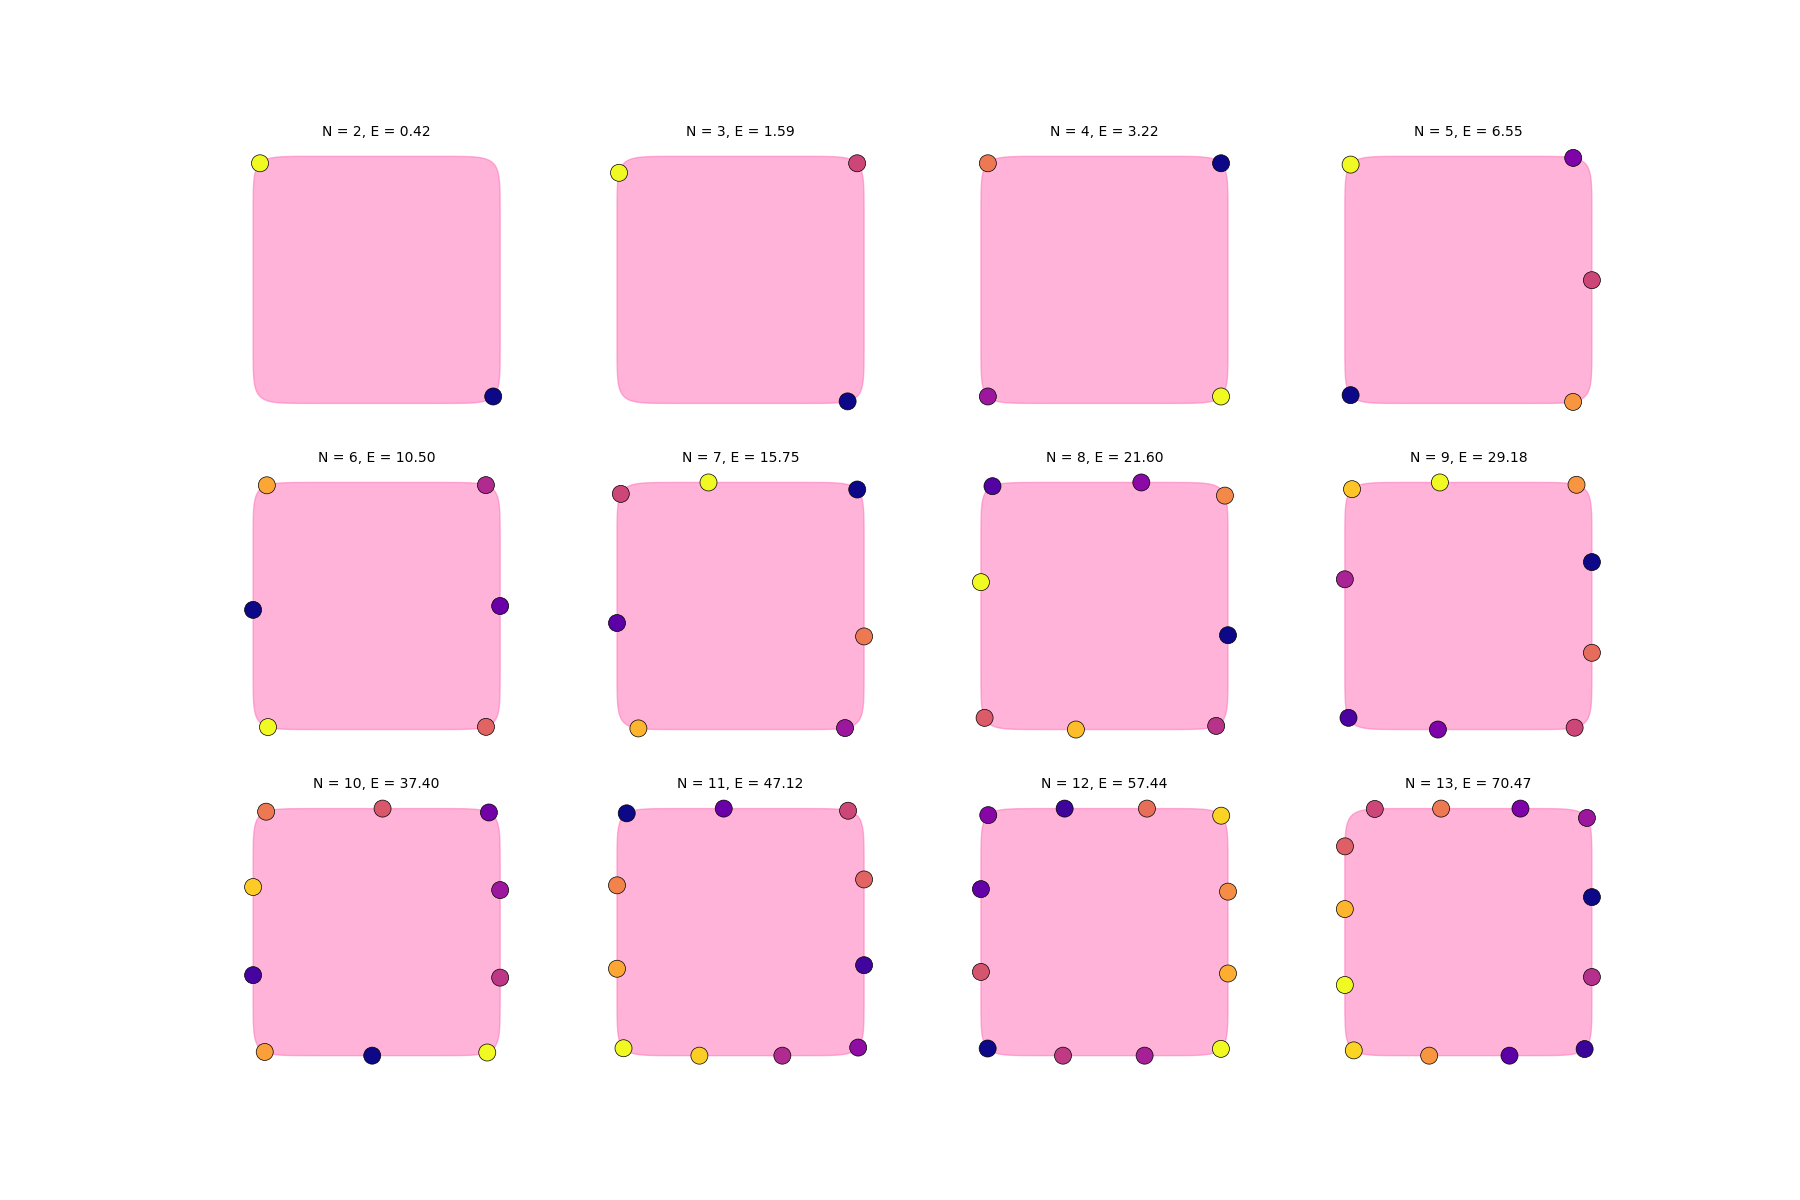 N = 2, E = 0.42
N = 3, E = 1.59
N = 4, E = 3.22
N = 5, E = 6.55
N = 6, E = 10.50
N = 7, E = 15.75
N = 8, E = 21.60
N = 9, E = 29.18
N = 10, E = 37.40
N = 11, E = 47.12
N = 12, E = 57.44
N = 13, E = 70.47